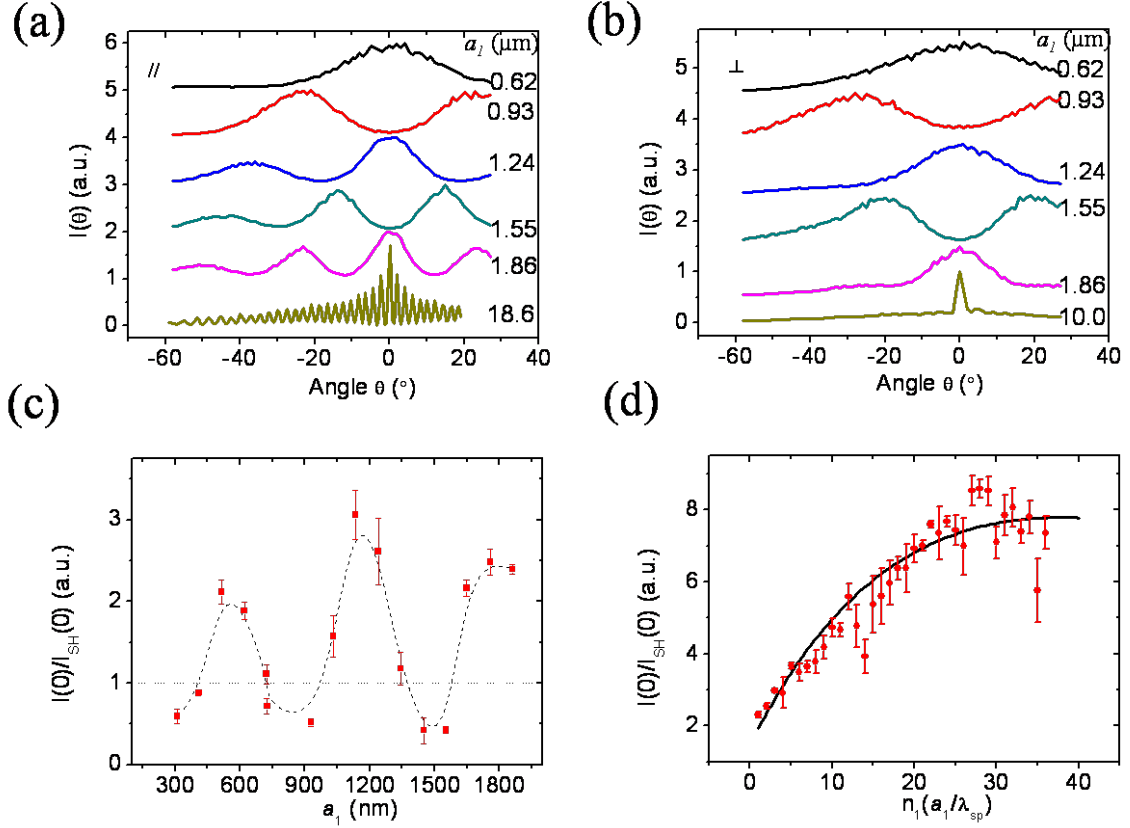 (a)
a₁ (μm)
//
I(θ) (a.u.)
6
5
4
3
2
1
0
0.62
0.93
1.24
1.55
1.86
18.6
-60 -40 -20 0 20 40
Angle θ (°)
(b)
a₁ (μm)
⊥
I(θ) (a.u.)
5
4
3
2
1
0
0.62
0.93
1.24
1.55
1.86
10.0
-60 -40 -20 0 20 40
Angle θ (°)
(c)
I(0)/I_SH(0) (a.u.)
3
2
1
0
300 600 900 1200 1500 1800
a₁ (nm)
(d)
I(0)/I_SH(0) (a.u.)
8
6
4
2
0 10 20 30 40
n₁(a₁/λ_sp)